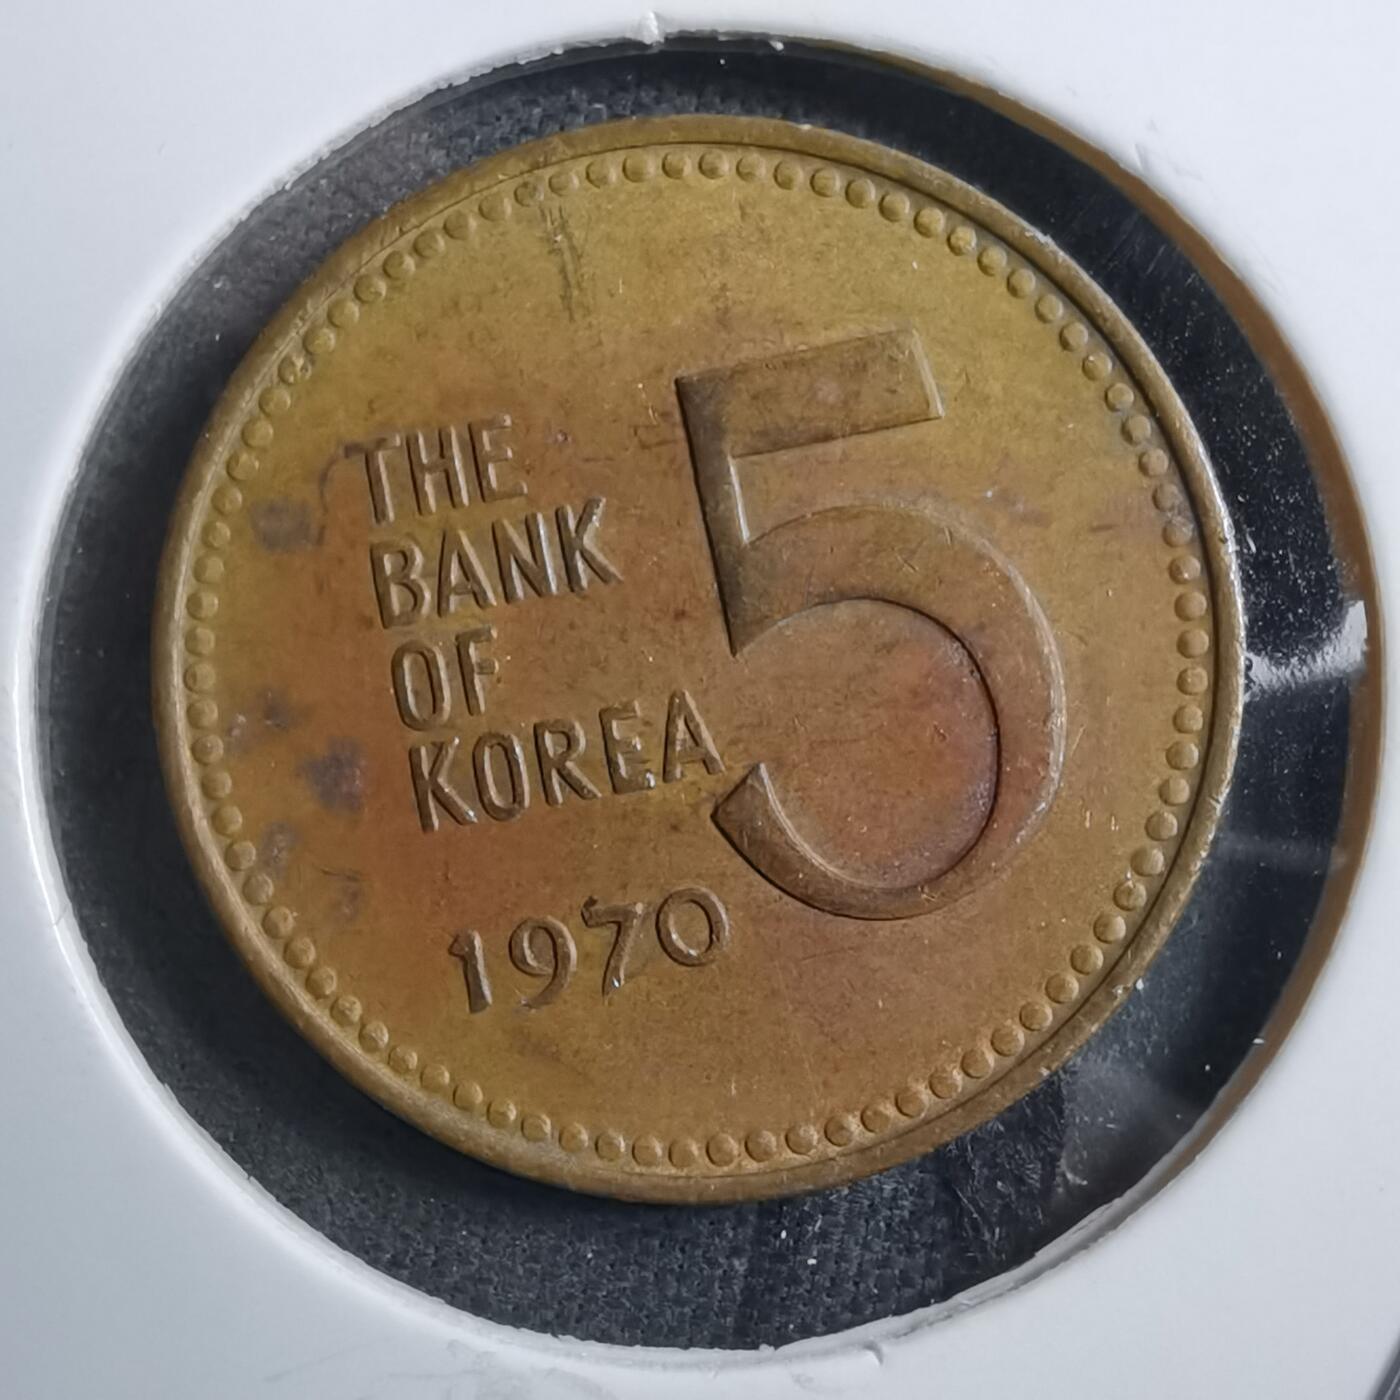 THE
BANK
OF
KOREA
5
1970